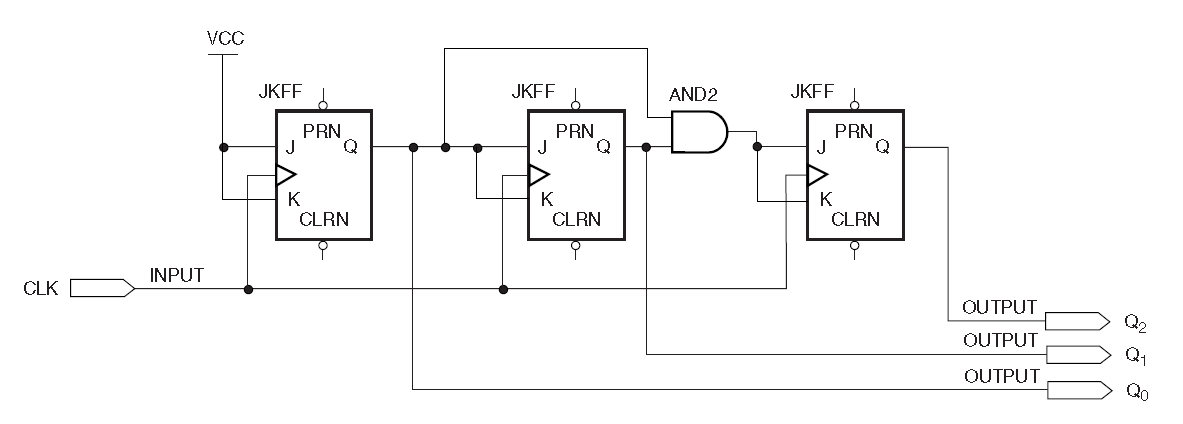 VCC
JKFF
JKFF
AND2
JKFF
PRN
PRN
PRN
J
Q
J
Q
J
Q
K
K
K
CLRN
CLRN
CLRN
CLK
INPUT
OUTPUT
Q2
OUTPUT
Q1
OUTPUT
Q0